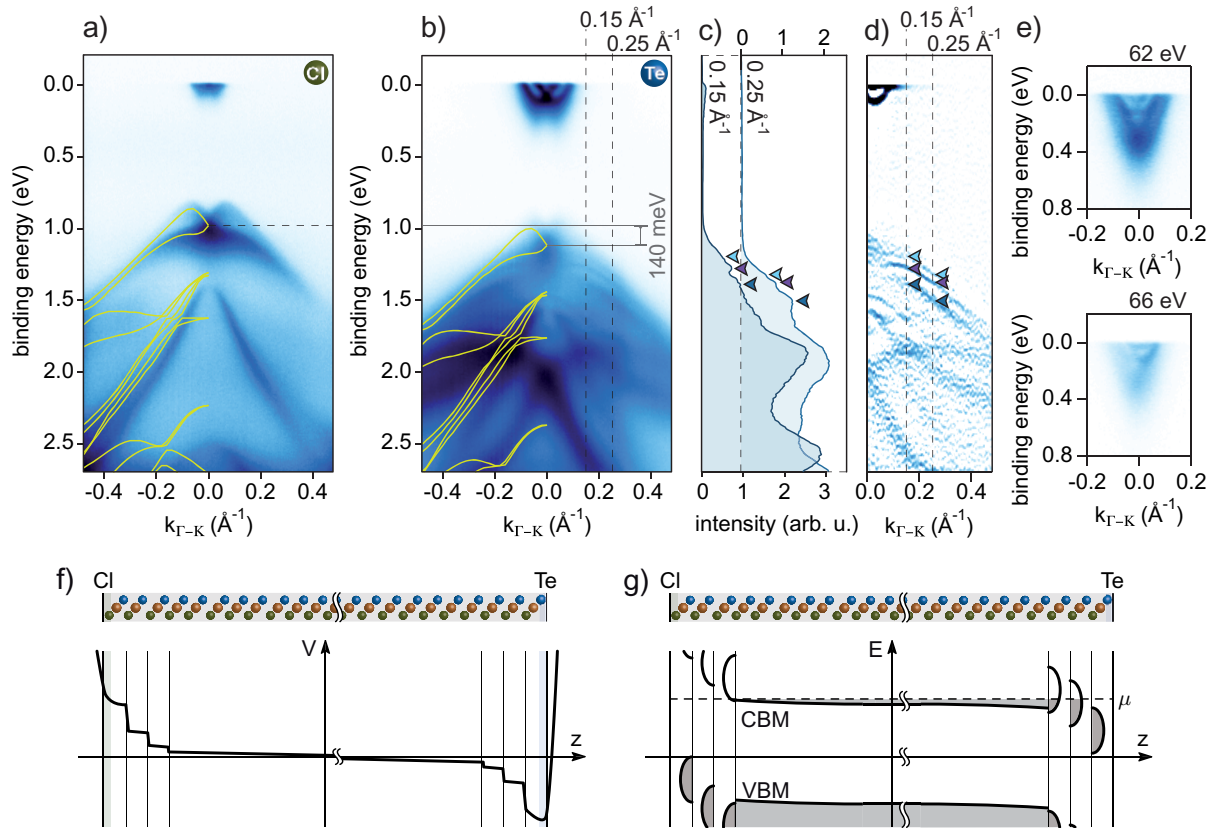 a)
Cl
binding energy (eV)
0.0
0.5
1.0
1.5
2.0
2.5
-0.4
-0.2
0.0
0.2
0.4
k Γ−K (Å-1)
b)
0.15 Å-1
0.25 Å-1
Te
binding energy (eV)
0.0
0.5
1.0
1.5
2.0
2.5
140 meV
-0.4
-0.2
0.0
0.2
0.4
k Γ−K (Å-1)
c)
0
1
2
0.15 Å-1
0.25 Å-1
0
1
2
3
intensity (arb. u.)
d)
0.15 Å-1
0.25 Å-1
0.0
0.2
0.4
k Γ−K (Å-1)
e)
62 eV
binding energy (eV)
0.0
0.4
0.8
-0.2
0.0
0.2
k Γ−K (Å-1)
66 eV
binding energy (eV)
0.0
0.4
0.8
-0.2
0.0
0.2
k Γ−K (Å-1)
f)
Cl
Te
V
z
g)
Cl
Te
E
μ
CBM
z
VBM